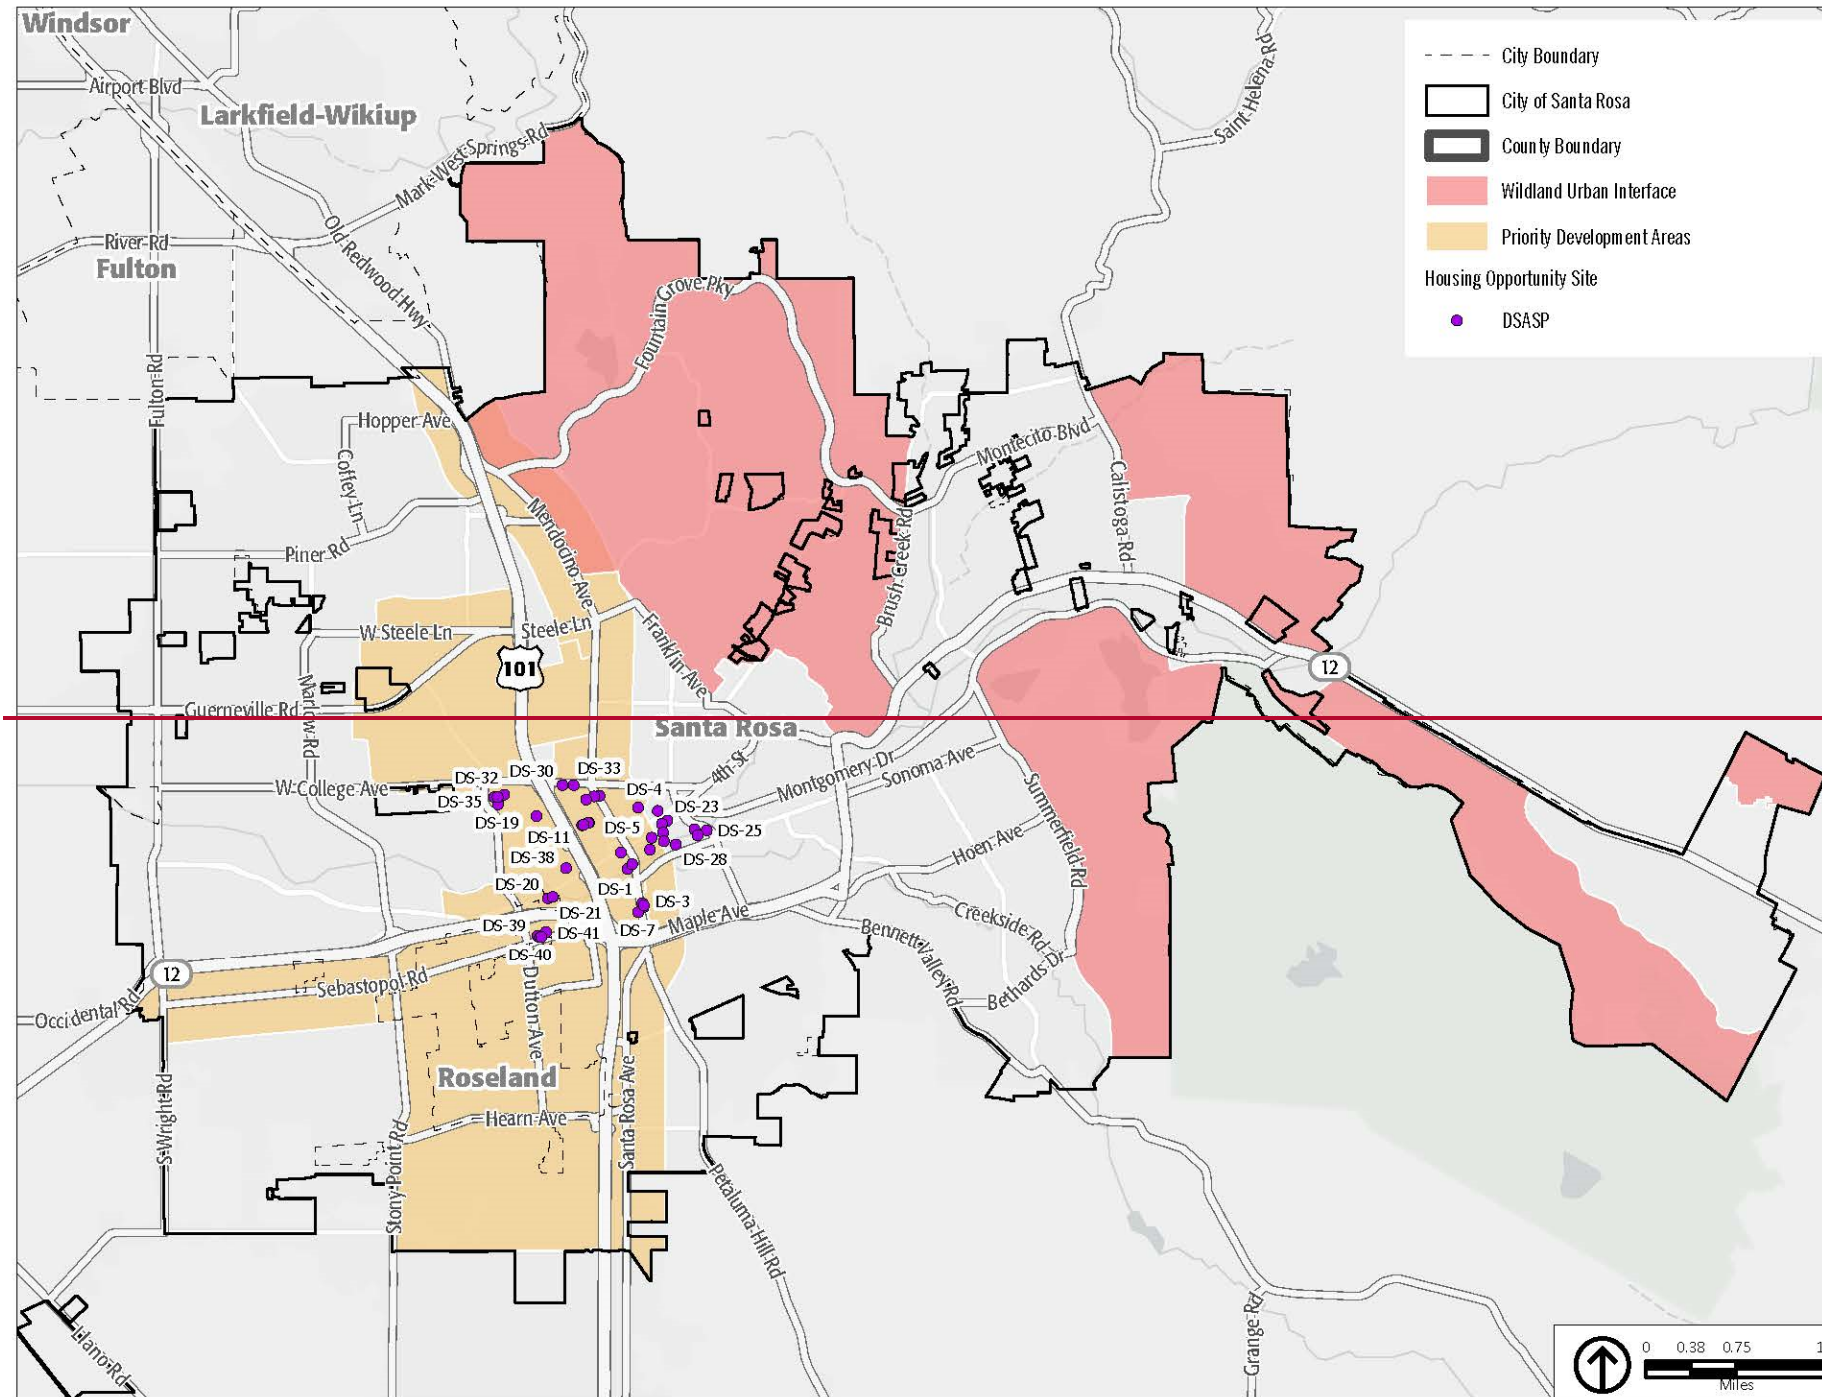 Windsor
Airport Blvd
Larkfield-Wikiup
Mark West Springs Rd
Saint Helena Rd
City Boundary
City of Santa Rosa
County Boundary
Wildland Urban Interface
Priority Development Areas
Housing Opportunity Site
DSASP
River Rd
Fulton
Old Redwood Hwy
Fountain Grove Pky
Fulton Rd
Hopper Ave
Coffey Ln
Montecito Blvd
Calistoga Rd
Mendocino Ave
Piner Rd
Brush Creek Rd
W Steele Ln
Steele Ln
Franklin Ave
101
12
Marlow Rd
Guerneville Rd
Santa Rosa
4th St
Montgomery Dr
Sonoma Ave
Summerfield Rd
W College Ave
DS-32
DS-30
DS-33
DS-35
DS-4
DS-23
DS-19
DS-11
DS-5
DS-25
DS-38
DS-28
Hoen Ave
DS-20
DS-1
DS-3
DS-21
DS-39
DS-41
DS-7
DS-40
Maple Ave
Creekside Rd
Bennett Valley Rd
Bethards Dr
12
Sebastopol Rd
Occidental Rd
Dutton Ave
Roseland
Santa Rosa Ave
Hearn Ave
S Wright Rd
Stony Point Rd
Petaluma Hill Rd
Llano Rd
Grange Rd
0 0.38 0.75 1
Miles